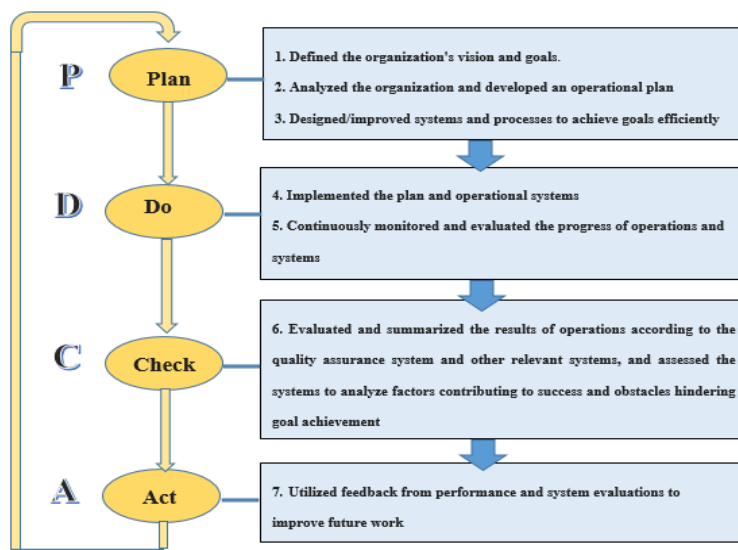 P
Plan
1. Defined the organization's vision and goals.
2. Analyzed the organization and developed an operational plan
3. Designed/improved systems and processes to achieve goals efficiently
D
Do
4. Implemented the plan and operational systems
5. Continuously monitored and evaluated the progress of operations and
systems
C
Check
6. Evaluated and summarized the results of operations according to the
quality assurance system and other relevant systems, and assessed the
systems to analyze factors contributing to success and obstacles hindering
goal achievement
A
Act
7. Utilized feedback from performance and system evaluations to
improve future work